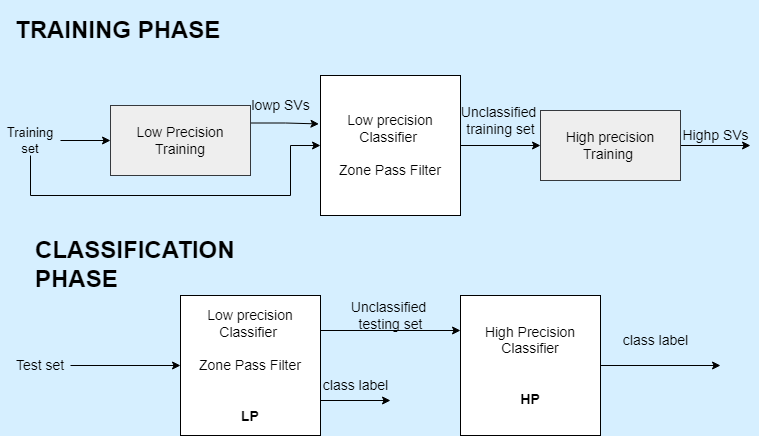 TRAINING PHASE
lowp SVs
Training
set
Low Precision
Training
Low precision
Classifier
Zone Pass Filter
Unclassified
training set
High precision
Training
Highp SVs
CLASSIFICATION
PHASE
Test set
Low precision
Classifier
Zone Pass Filter
LP
Unclassified
testing set
class label
High Precision
Classifier
HP
class label